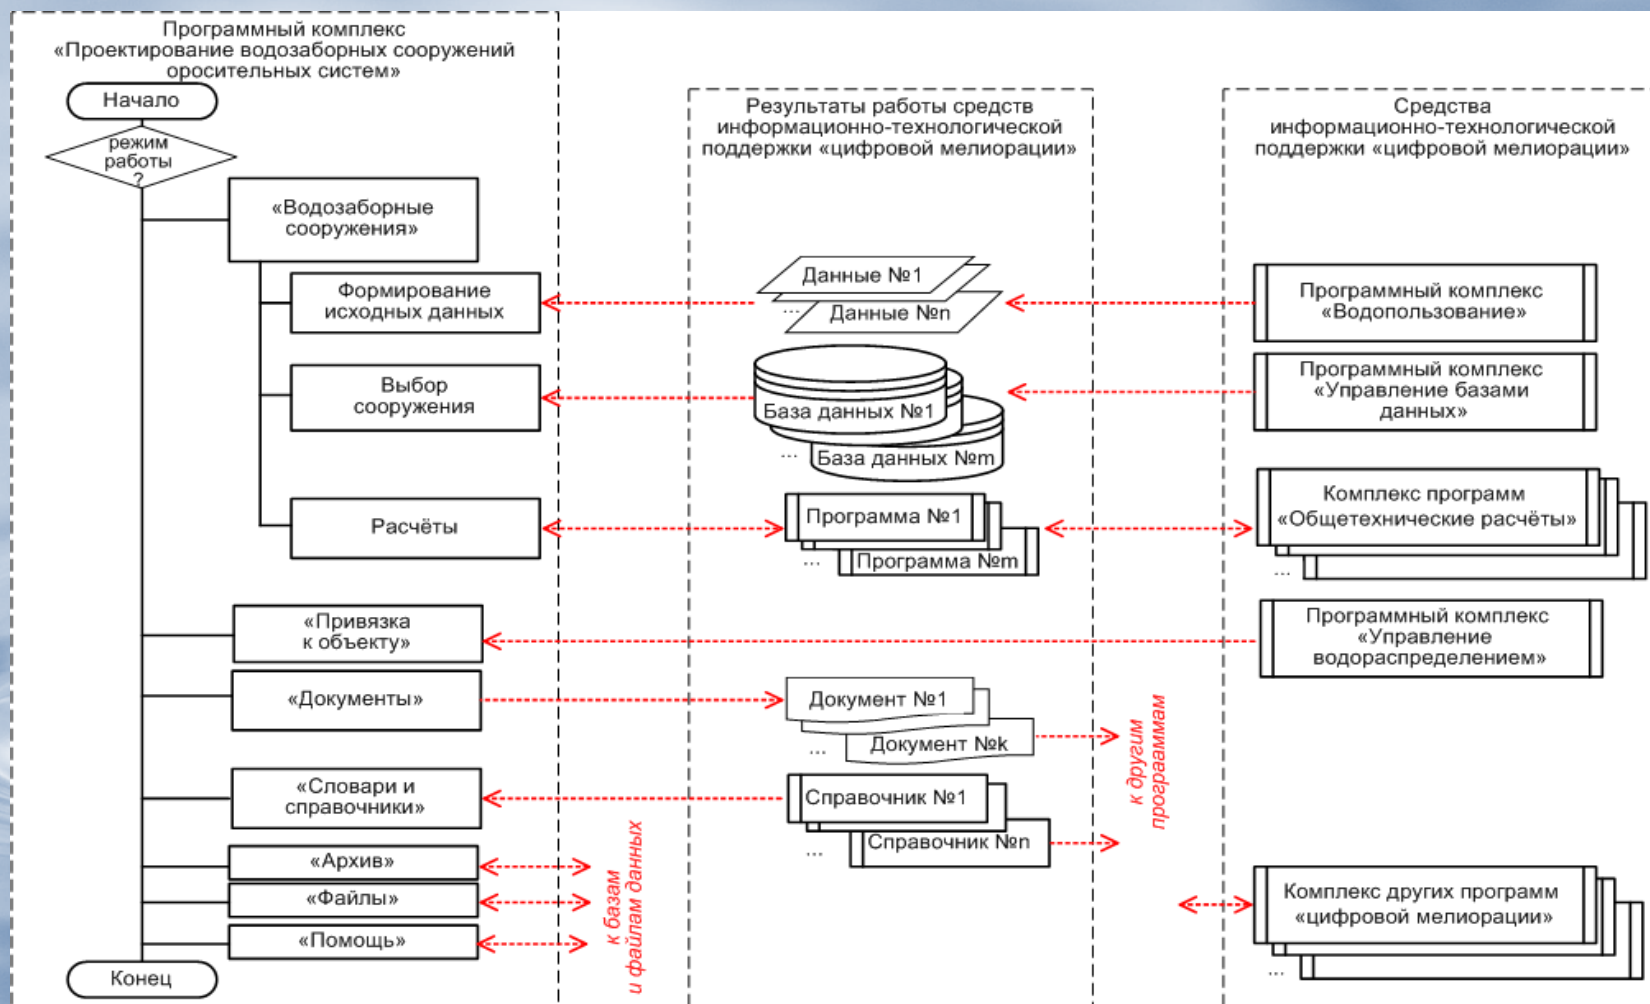 Программный комплекс
«Проектирование водозаборных сооружений
оросительных систем»
Начало
режим
работы
?
«Водозаборные
сооружения»
Формирование
исходных данных
Выбор
сооружения
Расчёты
«Привязка
к объекту»
«Документы»
«Словари и
справочники»
«Архив»
«Файлы»
«Помощь»
Конец
к базам
и файлам данных
Результаты работы средств
информационно-технологической
поддержки «цифровой мелиорации»
Данные №1
...
Данные №n
База данных №1
...
База данных №m
Программа №1
...
Программа №m
Документ №1
...
Документ №k
Справочник №1
...
Справочник №n
к другим
программам
Средства
информационно-технологической
поддержки «цифровой мелиорации»
Программный комплекс
«Водопользование»
Программный комплекс
«Управление базами
данных»
Комплекс программ
«Общетехнические расчёты»
...
Программный комплекс
«Управление
водораспределением»
Комплекс других программ
«цифровой мелиорации»
...